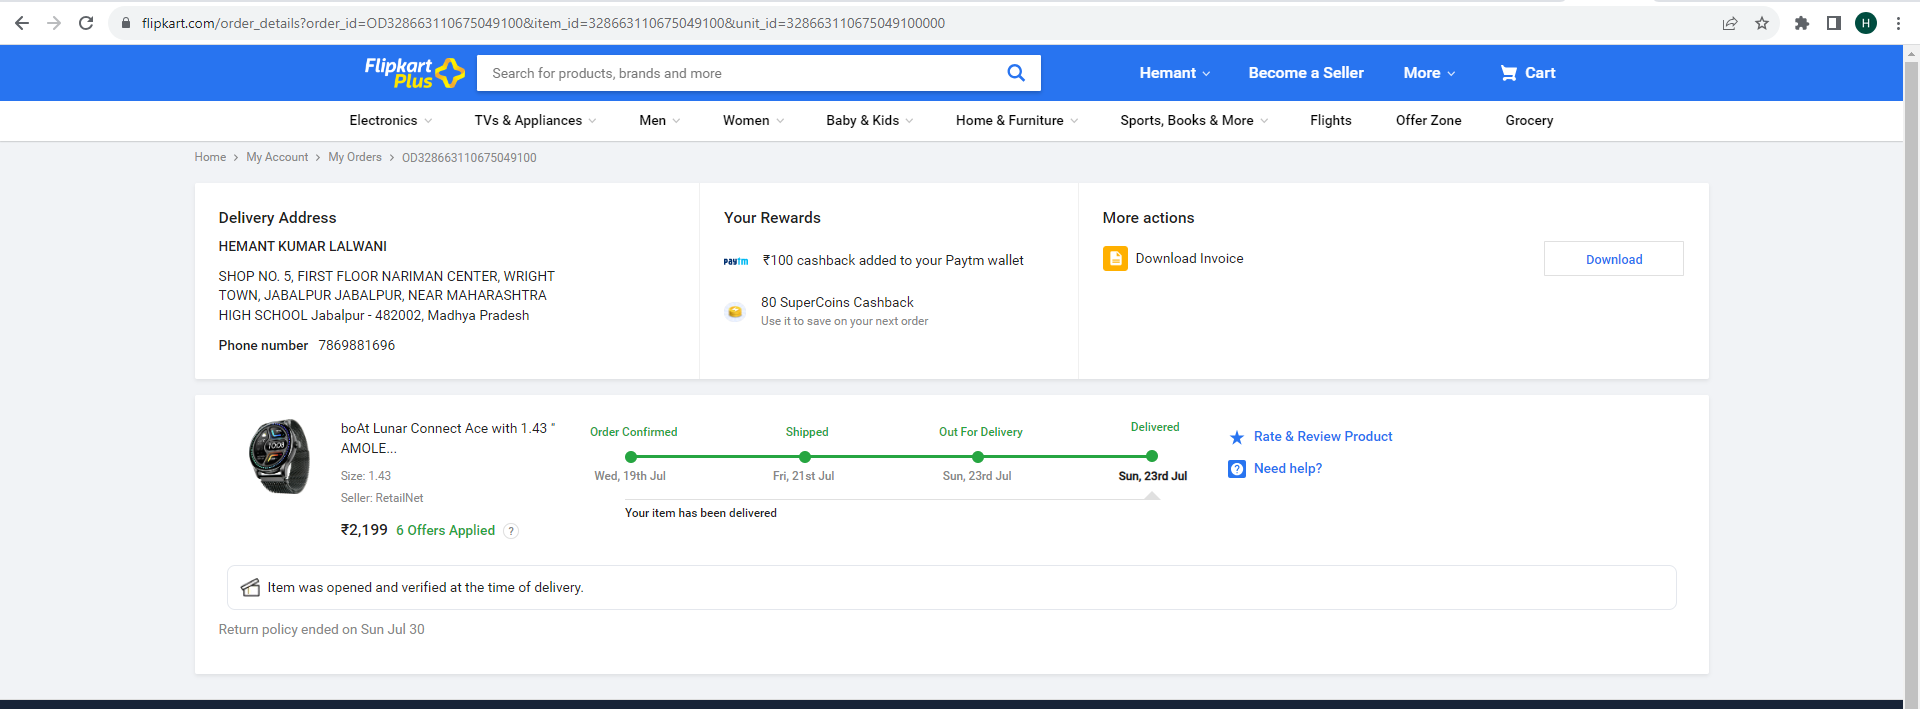 flipkart.com/order_details?order_id=OD328663110675049100&item_id=328663110675049100&unit_id=328663110675049100000
H
Flipkart
Plus
Search for products, brands and more
Hemant
Become a Seller
More
Cart
Electronics
TVs & Appliances
Men
Women
Baby & Kids
Home & Furniture
Sports, Books & More
Flights
Offer Zone
Grocery
Home > My Account > My Orders > OD328663110675049100
Delivery Address
HEMANT KUMAR LALWANI
SHOP NO. 5, FIRST FLOOR NARIMAN CENTER, WRIGHT
TOWN, JABALPUR JABALPUR, NEAR MAHARASHTRA
HIGH SCHOOL Jabalpur - 482002, Madhya Pradesh
Phone number 7869881696
Your Rewards
paytm ₹100 cashback added to your Paytm wallet
80 SuperCoins Cashback
Use it to save on your next order
More actions
Download Invoice
Download
boAt Lunar Connect Ace with 1.43 "
AMOLE...
Size: 1.43
Seller: RetailNet
₹2,199 6 Offers Applied ?
Order Confirmed
Shipped
Out For Delivery
Delivered
Wed, 19th Jul
Fri, 21st Jul
Sun, 23rd Jul
Sun, 23rd Jul
Your item has been delivered
Rate & Review Product
? Need help?
Item was opened and verified at the time of delivery.
Return policy ended on Sun Jul 30